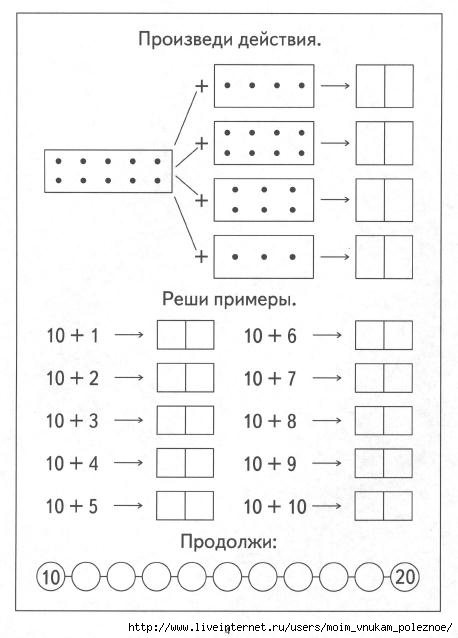 Произведи действия.
+
+
+
+
Реши примеры.
10 + 1 → 10 + 6 →
10 + 2 → 10 + 7 →
10 + 3 → 10 + 8 →
10 + 4 → 10 + 9 →
10 + 5 → 10 + 10 →
Продолжи:
10 20
http://www.liveinternet.ru/users/moim_vnukam_poleznoe/